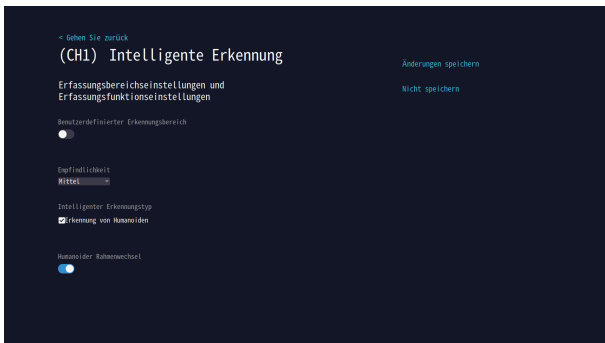 < Gehen Sie zurück
(CH1) Intelligente Erkennung
Änderungen speichern
Erfassungsbereichseinstellungen und
Erfassungsfunktionseinstellungen
Nicht speichern
Benutzerdefinierter Erkennungsbereich
Empfindlichkeit
Mittel
Intelligenter Erkennungstyp
Erkennung von Humanoiden
Humanoider Rahmenwechsel